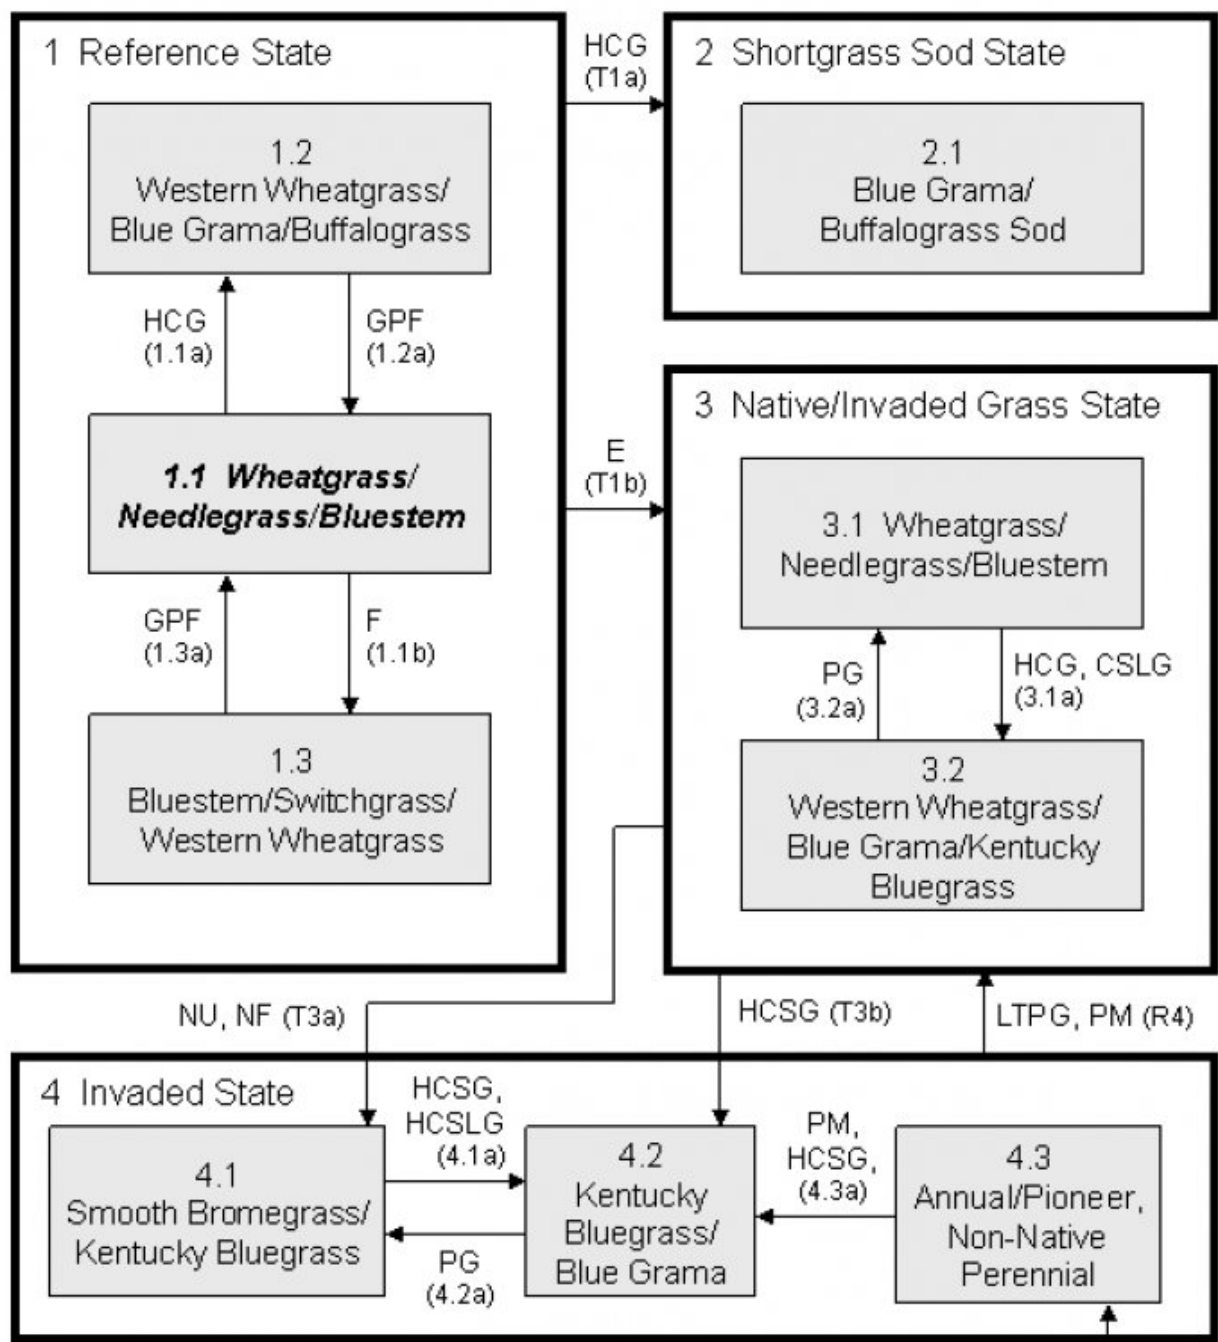 1 Reference State
1.2
Western Wheatgrass/
Blue Grama/Buffalograss
HCG
(1.1a)
GPF
(1.2a)
1.1 Wheatgrass/
Needlegrass/Bluestem
GPF
(1.3a)
F
(1.1b)
1.3
Bluestem/Switchgrass/
Western Wheatgrass
HCG
(T1a)
2 Shortgrass Sod State
2.1
Blue Grama/
Buffalograss Sod
E
(T1b)
3 Native/Invaded Grass State
3.1 Wheatgrass/
Needlegrass/Bluestem
PG
(3.2a)
HCG, CSLG
(3.1a)
3.2
Western Wheatgrass/
Blue Grama/Kentucky
Bluegrass
NU, NF (T3a)
HCSG (T3b)
LTPG, PM (R4)
4 Invaded State
4.1
Smooth Bromegrass/
Kentucky Bluegrass
HCSG,
HCSLG
(4.1a)
PG
(4.2a)
4.2
Kentucky
Bluegrass/
Blue Grama
PM,
HCSG,
(4.3a)
4.3
Annual/Pioneer,
Non-Native
Perennial